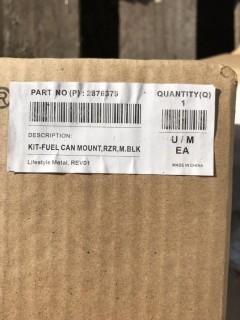 ®
PART NO (P) : 2876375
QUANTITY(Q)
1
DESCRIPTION:
KIT-FUEL CAN MOUNT,RZR,M.BLK
Lifestyle Metal, REV01
U / M
EA
MADE IN CHINA